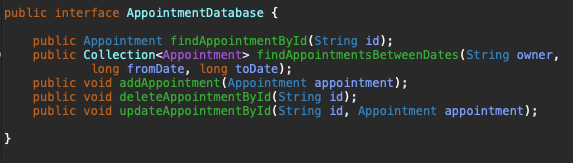 public interface AppointmentDatabase {
public Appointment findAppointmentById(String id);
public Collection<Appointment> findAppointmentsBetweenDates(String owner,
long fromDate, long toDate);
public void addAppointment(Appointment appointment);
public void deleteAppointmentById(String id);
public void updateAppointmentById(String id, Appointment appointment);
}